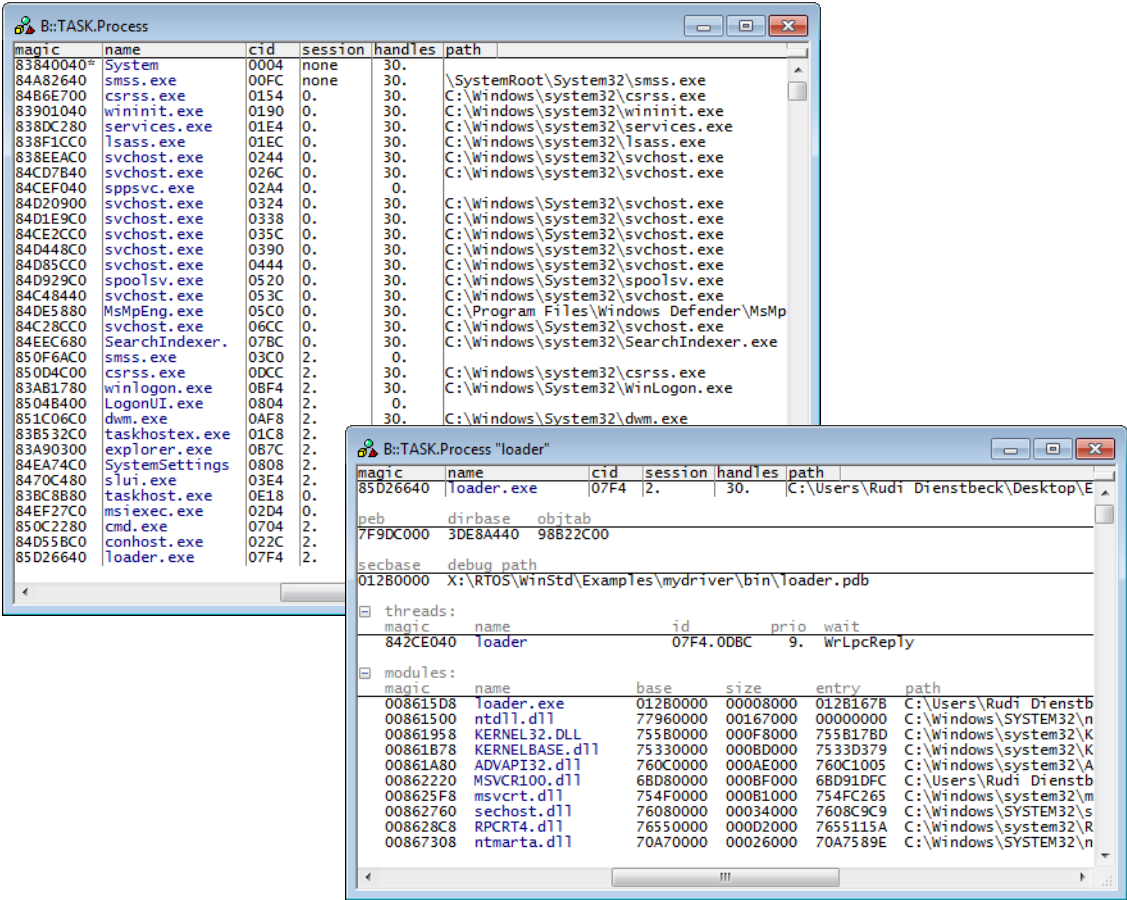 B::TASK.Process
magic name cid session handles path
83840040* System 0004 none 30.
84A82640 smss.exe 00FC none 30. \SystemRoot\System32\smss.exe
84B6E700 csrss.exe 0154 0. 30. C:\Windows\system32\csrss.exe
83901040 wininit.exe 0190 0. 30. C:\Windows\system32\wininit.exe
838DC280 services.exe 01E4 0. 30. C:\Windows\system32\services.exe
838F1CC0 lsass.exe 01EC 0. 30. C:\Windows\system32\lsass.exe
838EEAC0 svchost.exe 0244 0. 30. C:\Windows\system32\svchost.exe
84CD7B40 svchost.exe 026C 0. 30. C:\Windows\system32\svchost.exe
84CEF040 sppsvc.exe 02A4 0. 0.
84D20900 svchost.exe 0324 0. 30. C:\Windows\System32\svchost.exe
84D1E9C0 svchost.exe 0338 0. 30. C:\Windows\System32\svchost.exe
84CE2CC0 svchost.exe 035C 0. 30. C:\Windows\System32\svchost.exe
84D448C0 svchost.exe 0390 0. 30. C:\Windows\system32\svchost.exe
84D85CC0 svchost.exe 0444 0. 30. C:\Windows\system32\svchost.exe
84D929C0 spoolsv.exe 0520 0. 30. C:\Windows\System32\spoolsv.exe
84C48440 svchost.exe 053C 0. 30. C:\Windows\system32\svchost.exe
84DE5880 MsMpEng.exe 05C0 0. 30. C:\Program Files\Windows Defender\MsMp
84C28CC0 svchost.exe 06CC 0. 30. C:\Windows\System32\svchost.exe
84EEC680 SearchIndexer. 07BC 0. 30. C:\Windows\system32\SearchIndexer.exe
850F6AC0 smss.exe 03C0 2. 0.
850D4C00 csrss.exe 0DCC 2. 30. C:\Windows\system32\csrss.exe
83AB1780 winlogon.exe 0BF4 2. 30. C:\Windows\System32\WinLogon.exe
8504B400 LogonUI.exe 0804 2. 0.
851C06C0 dwm.exe 0AF8 2. 30. C:\Windows\System32\dwm.exe
83B532C0 taskhostex.exe 01C8 2.
83A90300 explorer.exe 0B7C 2.
84EA74C0 SystemSettings 0808 2.
8470C480 slui.exe 03E4 2.
83BC8B80 taskhost.exe 0E18 0.
84EF27C0 msiexec.exe 02D4 0.
850C2280 cmd.exe 0704 2.
84D55BC0 conhost.exe 022C 2.
85D26640 loader.exe 07F4 2.
B::TASK.Process "loader"
magic name cid session handles path
85D26640 loader.exe 07F4 2. 30. C:\Users\Rudi Dienstbeck\Desktop\E
peb dirbase objtab
7F9DC000 3DE8A440 98B22C00
secbase debug path
012B0000 X:\RTOS\WinStd\Examples\mydriver\bin\loader.pdb
threads:
magic name id prio wait
842CE040 loader 07F4.0DBC 9. WrLpcReply
modules:
magic name base size entry path
008615D8 loader.exe 012B0000 00008000 012B167B C:\Users\Rudi Dienstb
00861500 ntdll.dll 77960000 00167000 00000000 C:\Windows\SYSTEM32\n
00861958 KERNEL32.DLL 755B0000 000F8000 755B17BD C:\Windows\system32\K
00861B78 KERNELBASE.dll 75330000 000BD000 7533D379 C:\Windows\system32\K
00861A80 ADVAPI32.dll 760C0000 000AE000 760C1005 C:\Windows\system32\A
00862220 MSVCR100.dll 6BD80000 000BF000 6BD91DFC C:\Users\Rudi Dienstb
008625F8 msvcrt.dll 754F0000 000B1000 754FC265 C:\Windows\system32\m
00862760 sechost.dll 76080000 00034000 7608C9C9 C:\Windows\SYSTEM32\s
008628C8 RPCRT4.dll 76550000 000D2000 7655115A C:\Windows\system32\R
00867308 ntmarta.dll 70A70000 00026000 70A7589E C:\Windows\SYSTEM32\n